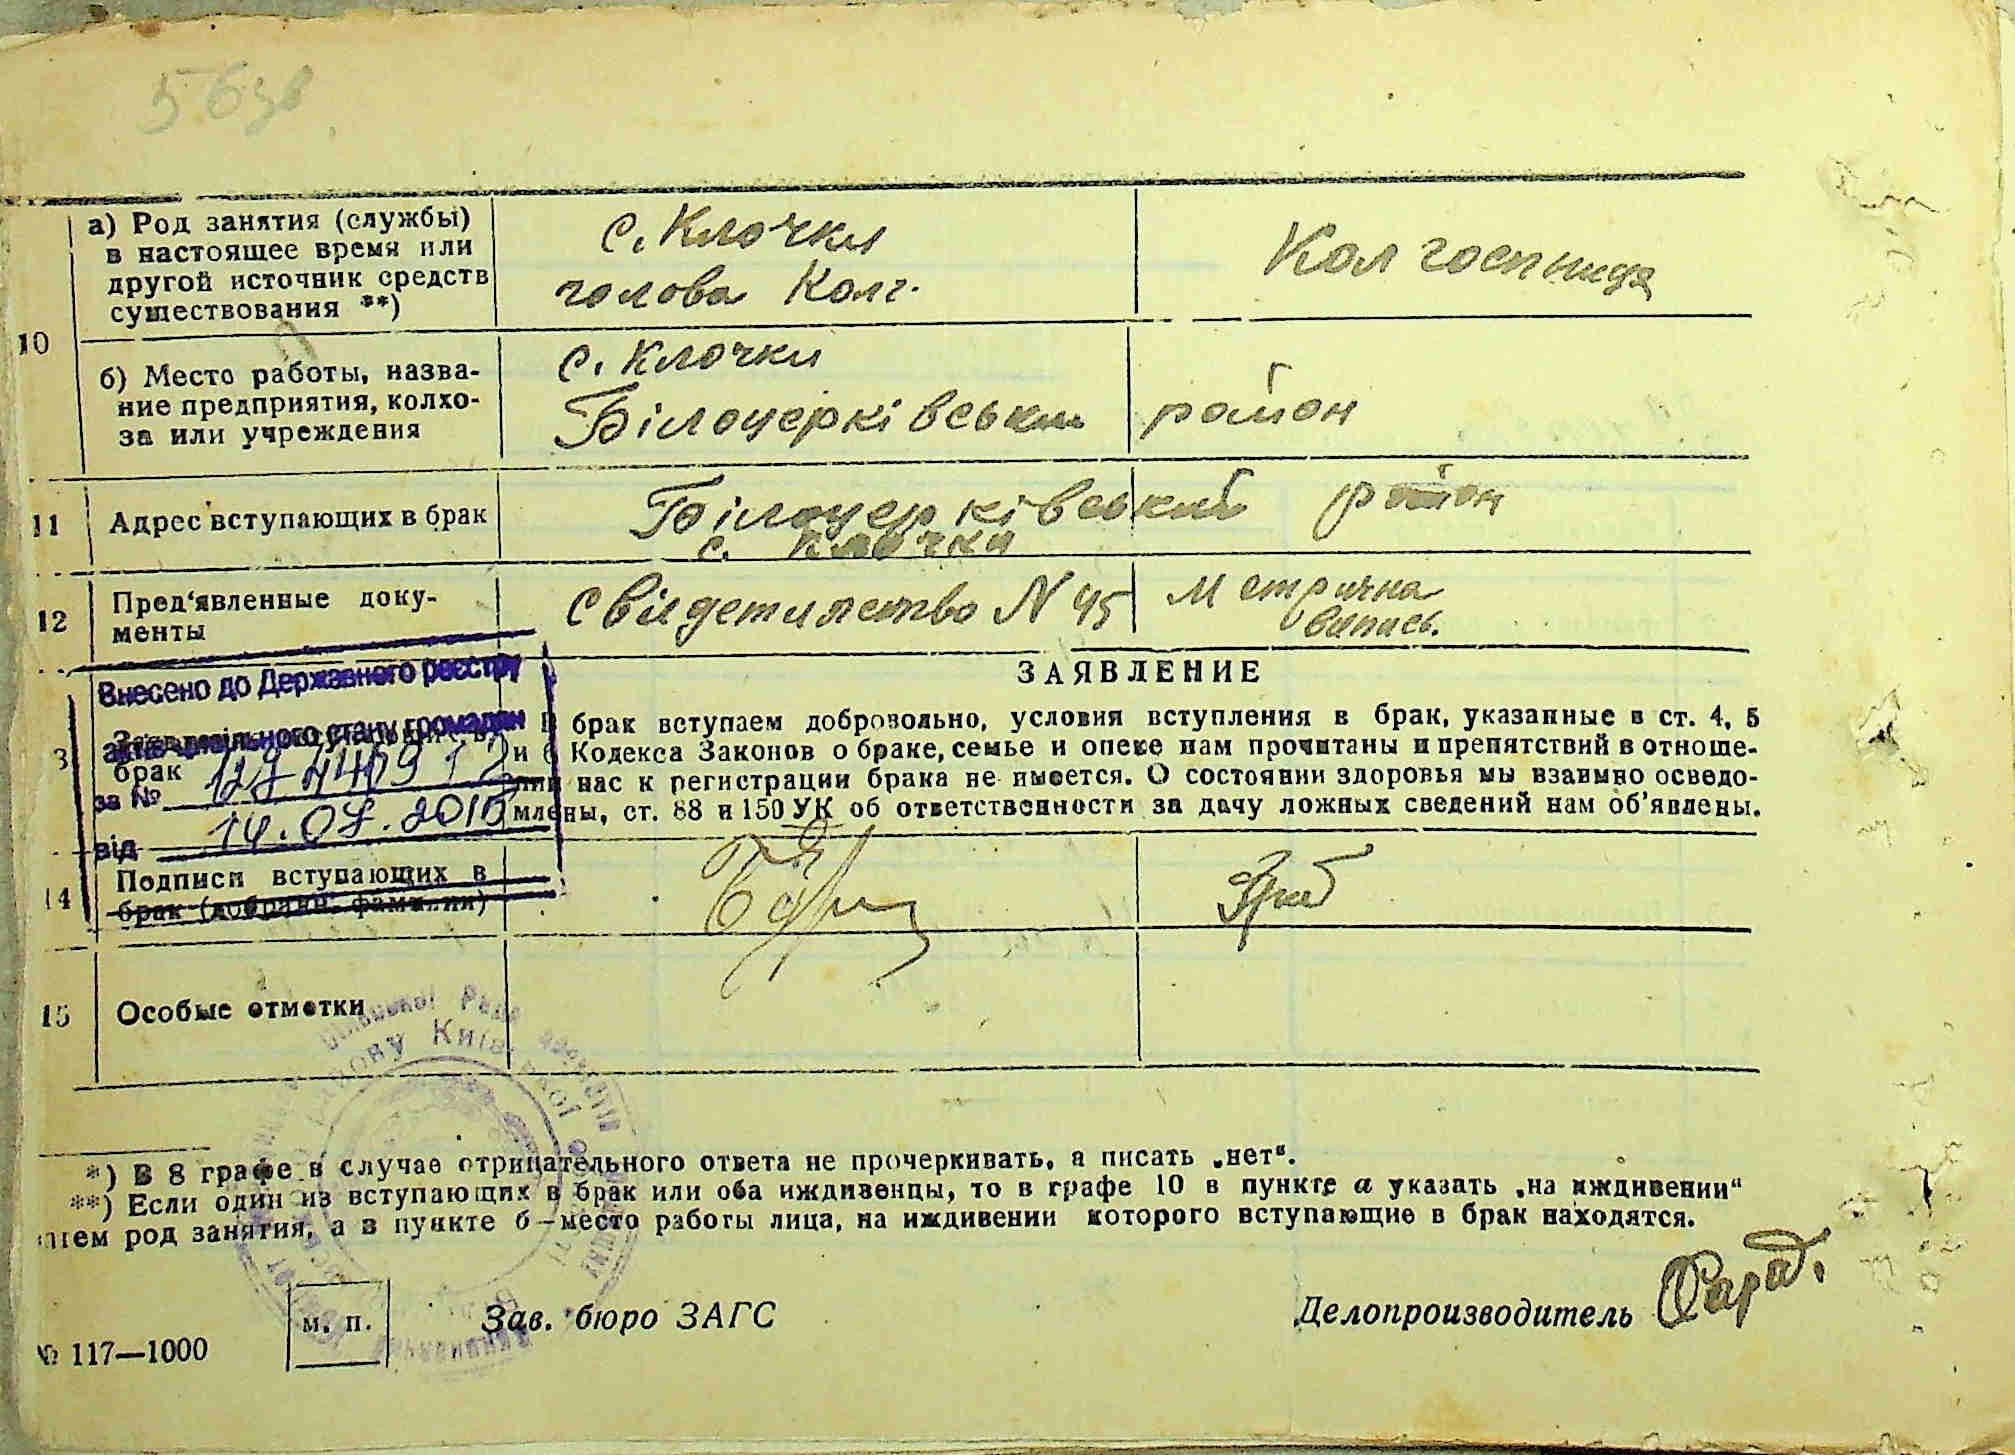 56зв
10
а) Род занятия (службы)
в настоящее время или
другой источник средств
существования **)
с. Клочки
голова Колг.
Колгоспниця
б) Место работы, назва-
ние предприятия, колхо-
за или учреждения
с. Клочки
Білоцерківський район
11 Адрес вступающих в брак
Білоцерківський район
с. Клочки
12 Пред'явленные доку-
менты
Свидетилство N 45
Метрична
випись.
Внесено до Державного реєстру
актів цивільного стану громадян
брак
за №
від 14.07.2010
ЗАЯВЛЕНИЕ
В брак вступаем добровольно, условия вступления в брак, указанные в ст. 4, 5
и 6 Кодекса Законов о браке, семье и опеке нам прочитаны и препятствий в отноше-
нии нас к регистрации брака не имеется. О состоянии здоровья мы взаимно осведо-
млены, ст. 88 и 150 УК об ответственности за дачу ложных сведений нам об'явлены.
14 Подписи вступающих в
брак (добрачн. фамилии)
15 Особые отметки
*) В 8 графе в случае отрицательного ответа не прочеркивать, а писать „нет“.
**) Если один из вступающих в брак или оба иждивенцы, то в графе 10 в пункте а указать „на иждивении“
род занятия, а в пункте б—место работы лица, на иждивении которого вступающие в брак находятся.
м. п.
Зав. бюро ЗАГС
Делопроизводитель
№ 117—1000